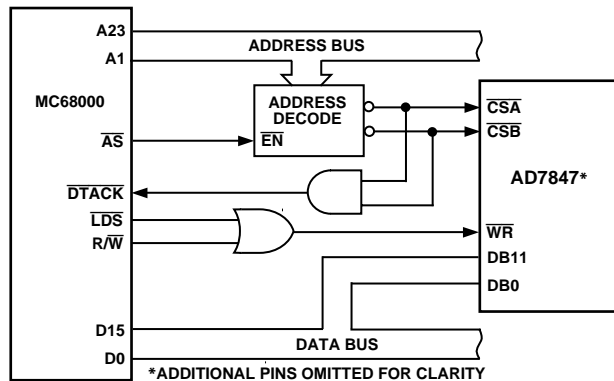 A23
ADDRESS BUS
A1
MC68000
ADDRESS
DECODE
CSA
EN
CSB
AS
AD7847*
DTACK
LDS
WR
R/W
DB11
DB0
D15
DATA BUS
D0
*ADDITIONAL PINS OMITTED FOR CLARITY